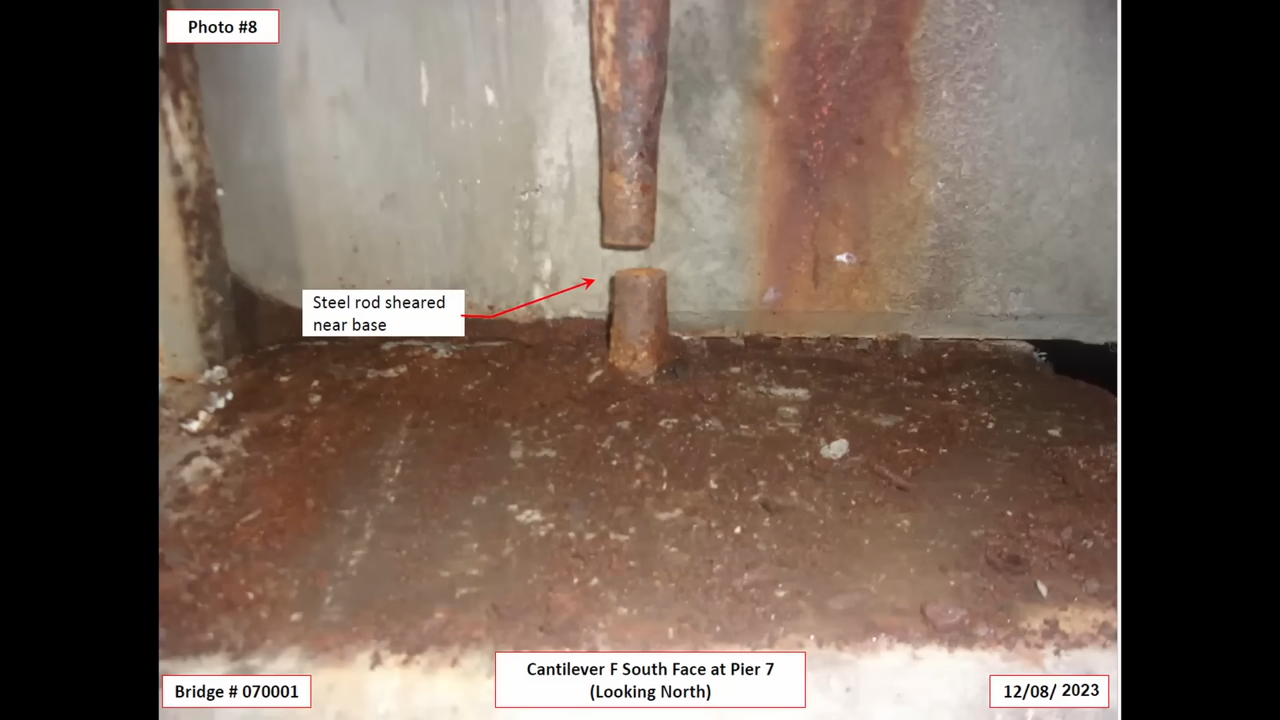 Photo #8
Steel rod sheared
near base
Cantilever F South Face at Pier 7
(Looking North)
Bridge # 070001
12/08/ 2023